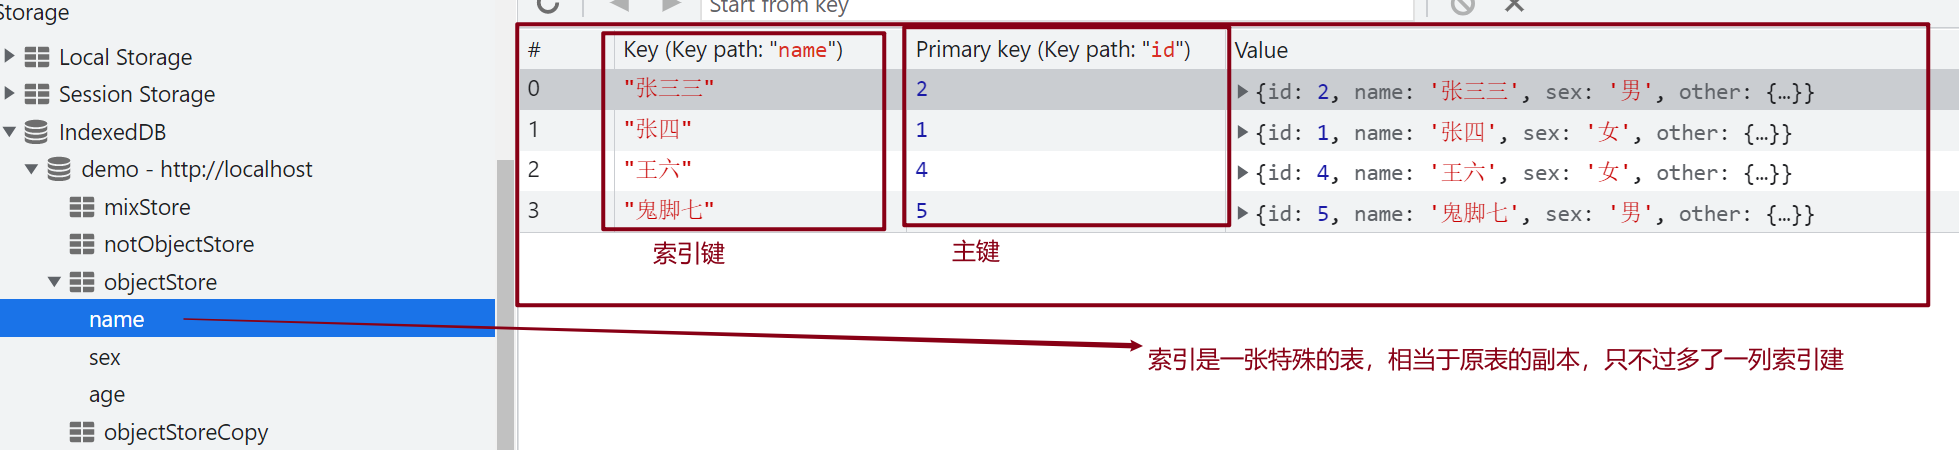 Storage
Local Storage
Session Storage
IndexedDB
demo - http://localhost
mixStore
notObjectStore
objectStore
name
sex
age
objectStoreCopy
Start from key
# Key (Key path: "name") Primary key (Key path: "id") Value
0 "张三三" 2 {id: 2, name: '张三三', sex: '男', other: {…}}
1 "张四" 1 {id: 1, name: '张四', sex: '女', other: {…}}
2 "王六" 4 {id: 4, name: '王六', sex: '女', other: {…}}
3 "鬼脚七" 5 {id: 5, name: '鬼脚七', sex: '男', other: {…}}
索引键 主键
索引是一张特殊的表，相当于原表的副本，只不过多了一列索引建